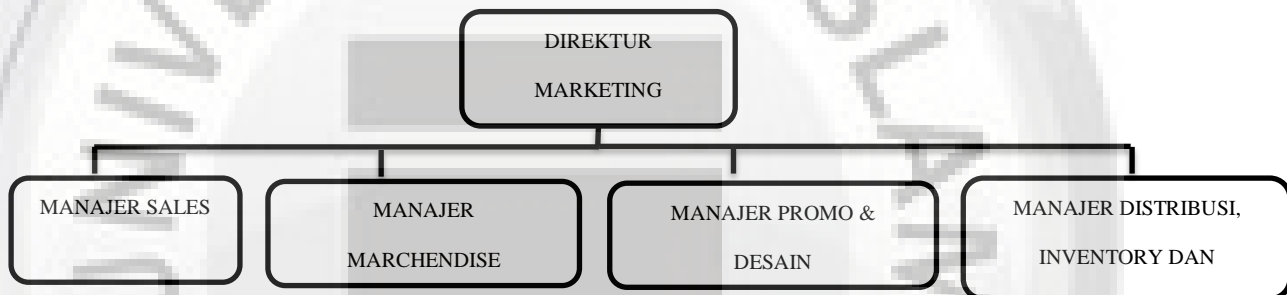 DIREKTUR
MARKETING
MANAJER SALES
MANAJER
MARCHENDISE
MANAJER PROMO &
DESAIN
MANAJER DISTRIBUSI,
INVENTORY DAN